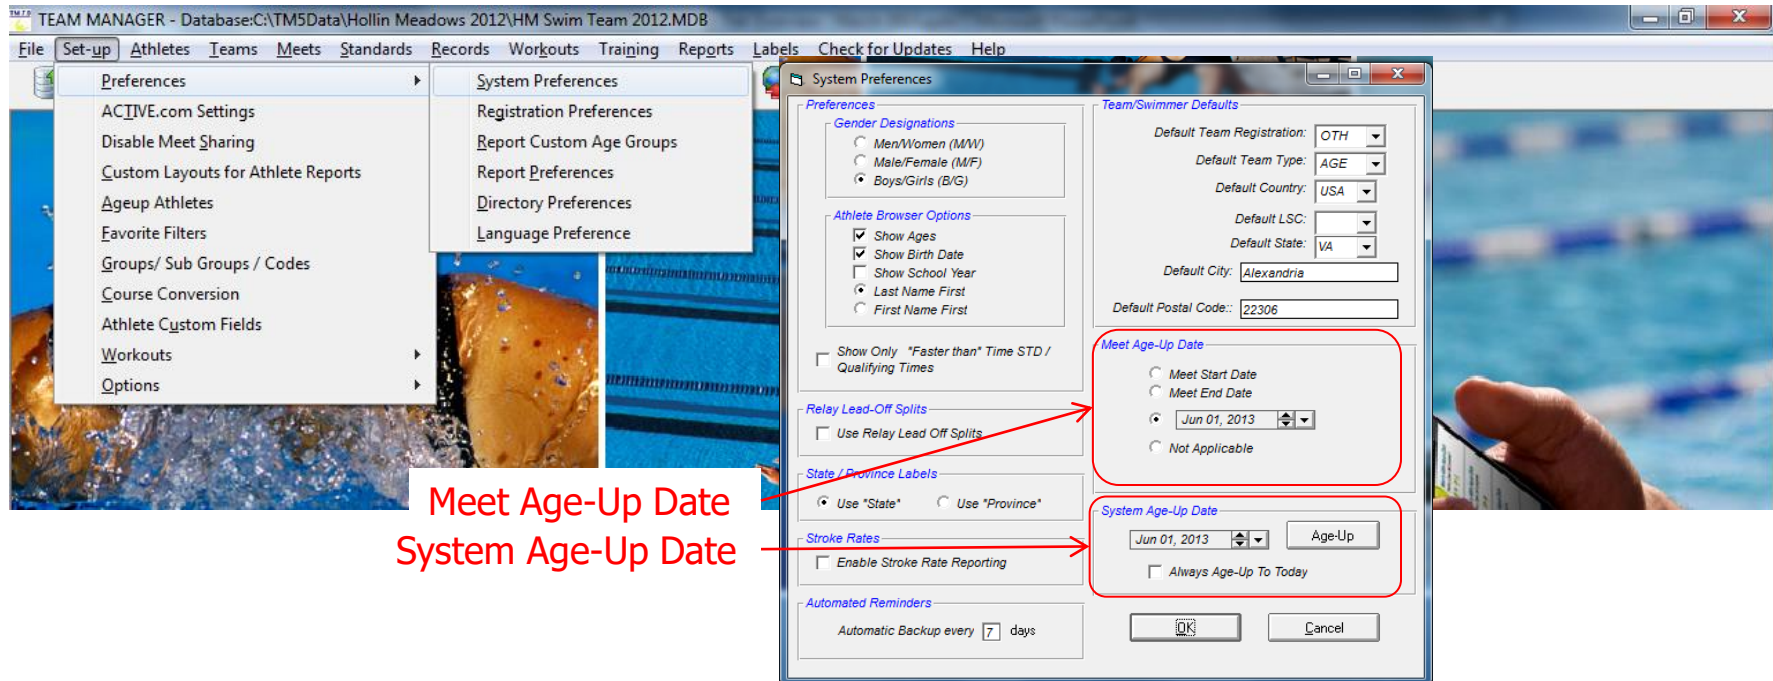 TM 7.0
TEAM MANAGER - Database:C:\TM5Data\Hollin Meadows 2012\HM Swim Team 2012.MDB
File Set-up Athletes Teams Meets Standards Records Workouts Training Reports Labels Check for Updates Help
Preferences
ACTIVE.com Settings
Disable Meet Sharing
Custom Layouts for Athlete Reports
Ageup Athletes
Favorite Filters
Groups/ Sub Groups / Codes
Course Conversion
Athlete Custom Fields
Workouts
Options
System Preferences
Registration Preferences
Report Custom Age Groups
Report Preferences
Directory Preferences
Language Preference
System Preferences
Preferences
Gender Designations
Men/Women (M/W)
Male/Female (M/F)
Boys/Girls (B/G)
Athlete Browser Options
Show Ages
Show Birth Date
Show School Year
Last Name First
First Name First
Show Only "Faster than" Time STD /
Qualifying Times
Relay Lead-Off Splits
Use Relay Lead Off Splits
State / Province Labels
Use "State" Use "Province"
Stroke Rates
Enable Stroke Rate Reporting
Automated Reminders
Automatic Backup every 7 days
Team/Swimmer Defaults
Default Team Registration: OTH
Default Team Type: AGE
Default Country: USA
Default LSC:
Default State: VA
Default City: Alexandria
Default Postal Code:: 22306
Meet Age-Up Date
Meet Start Date
Meet End Date
Jun 01, 2013
Not Applicable
System Age-Up Date
Jun 01, 2013 Age-Up
Always Age-Up To Today
OK Cancel
Meet Age-Up Date
System Age-Up Date